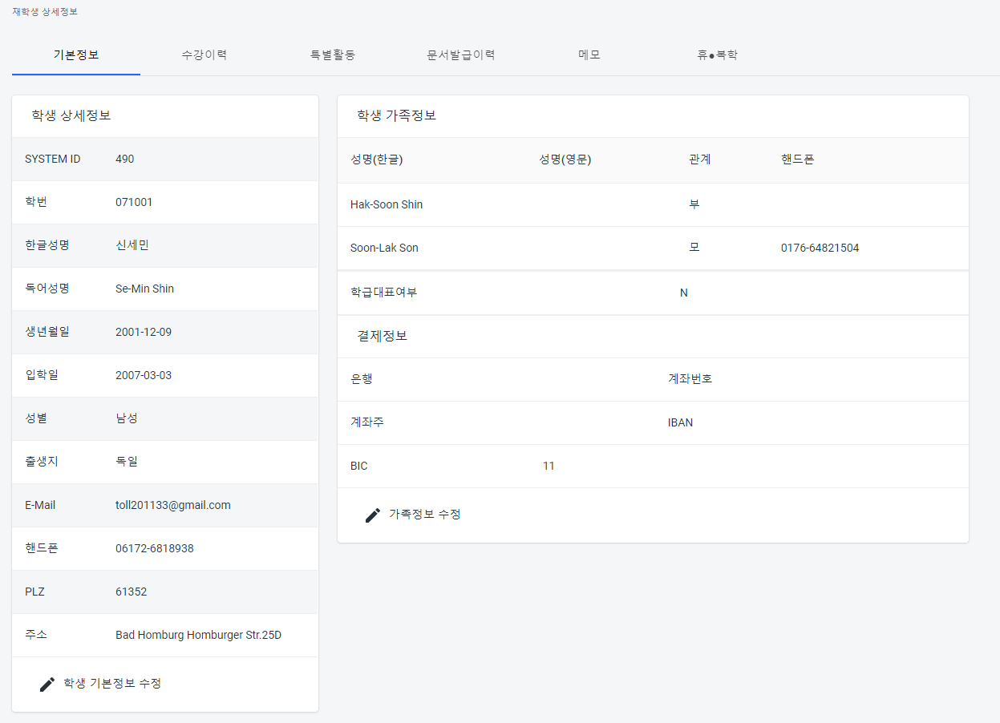 재학생 상세정보
기본정보 수강이력 특별활동 문서발급이력 메모 휴●복학
학생 상세정보
SYSTEM ID 490
학번 071001
한글성명 신세민
독어성명 Se-Min Shin
생년월일 2001-12-09
입학일 2007-03-03
성별 남성
출생지 독일
E-Mail toll201133@gmail.com
핸드폰 06172-6818938
PLZ 61352
주소 Bad Homburg Homburger Str.25D
학생 기본정보 수정
학생 가족정보
성명(한글) 성명(영문) 관계 핸드폰
Hak-Soon Shin 부
Soon-Lak Son 모 0176-64821504
학급대표여부 N
결제정보
은행 계좌번호
계좌주 IBAN
BIC 11
가족정보 수정